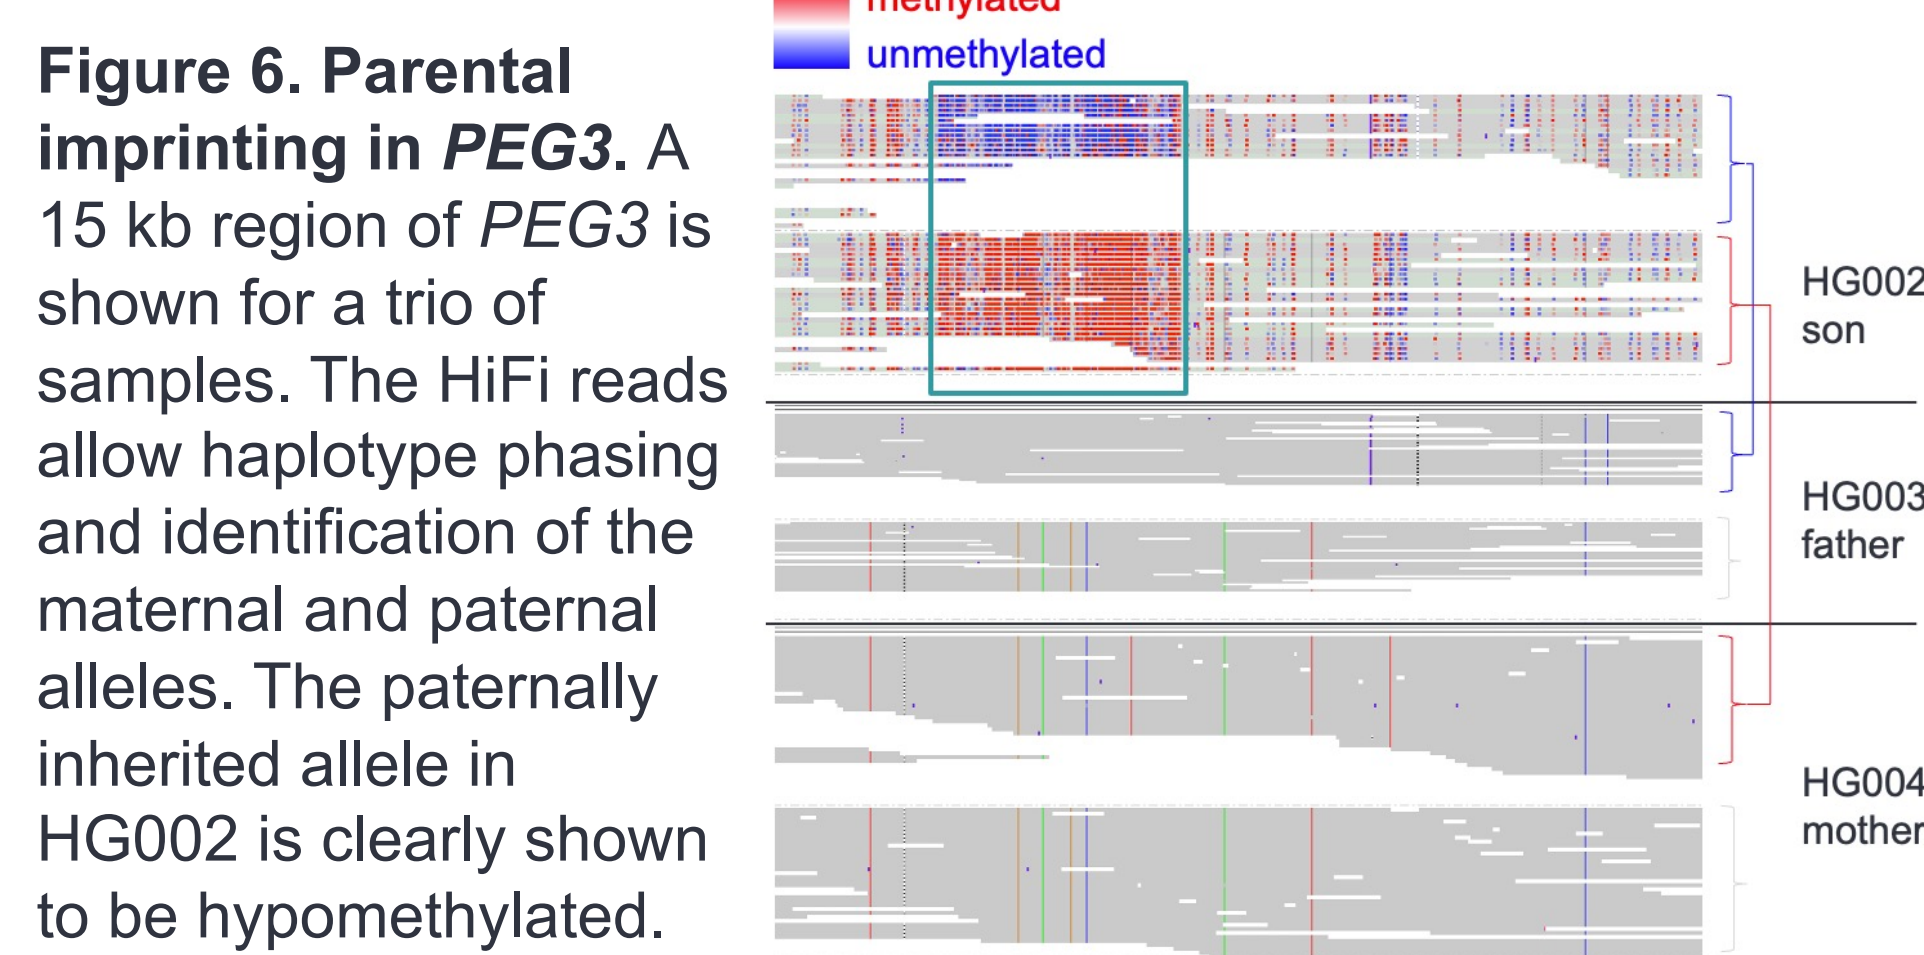 Figure 6. Parental
imprinting in PEG3. A
15 kb region of PEG3 is
shown for a trio of
samples. The HiFi reads
allow haplotype phasing
and identification of the
maternal and paternal
alleles. The paternally
inherited allele in
HG002 is clearly shown
to be hypomethylated.
methylated
unmethylated
HG002
son
HG003
father
HG004
mother